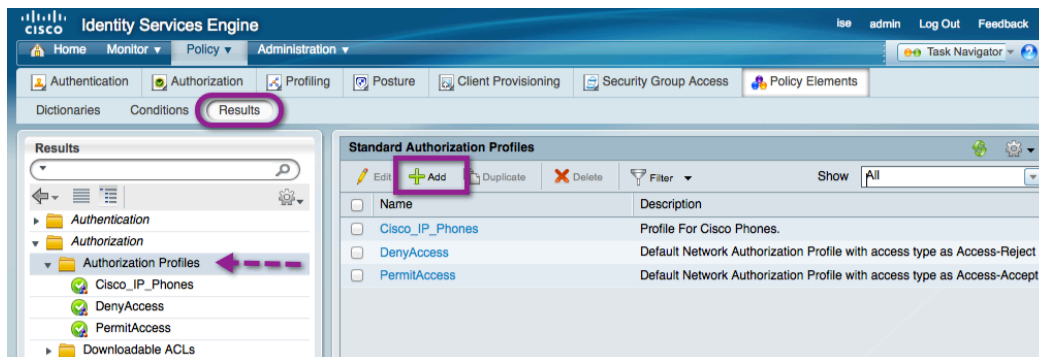 CISCO Identity Services Engine ise admin Log Out Feedback
Home Monitor Policy Administration Task Navigator
Authentication Authorization Profiling Posture Client Provisioning Security Group Access Policy Elements
Dictionaries Conditions Results
Results
Authentication
Authorization
Authorization Profiles
Cisco_IP_Phones
DenyAccess
PermitAccess
Downloadable ACLs
Standard Authorization Profiles
Edit Add Duplicate Delete Filter Show All
Name Description
Cisco_IP_Phones Profile For Cisco Phones.
DenyAccess Default Network Authorization Profile with access type as Access-Reject
PermitAccess Default Network Authorization Profile with access type as Access-Accept